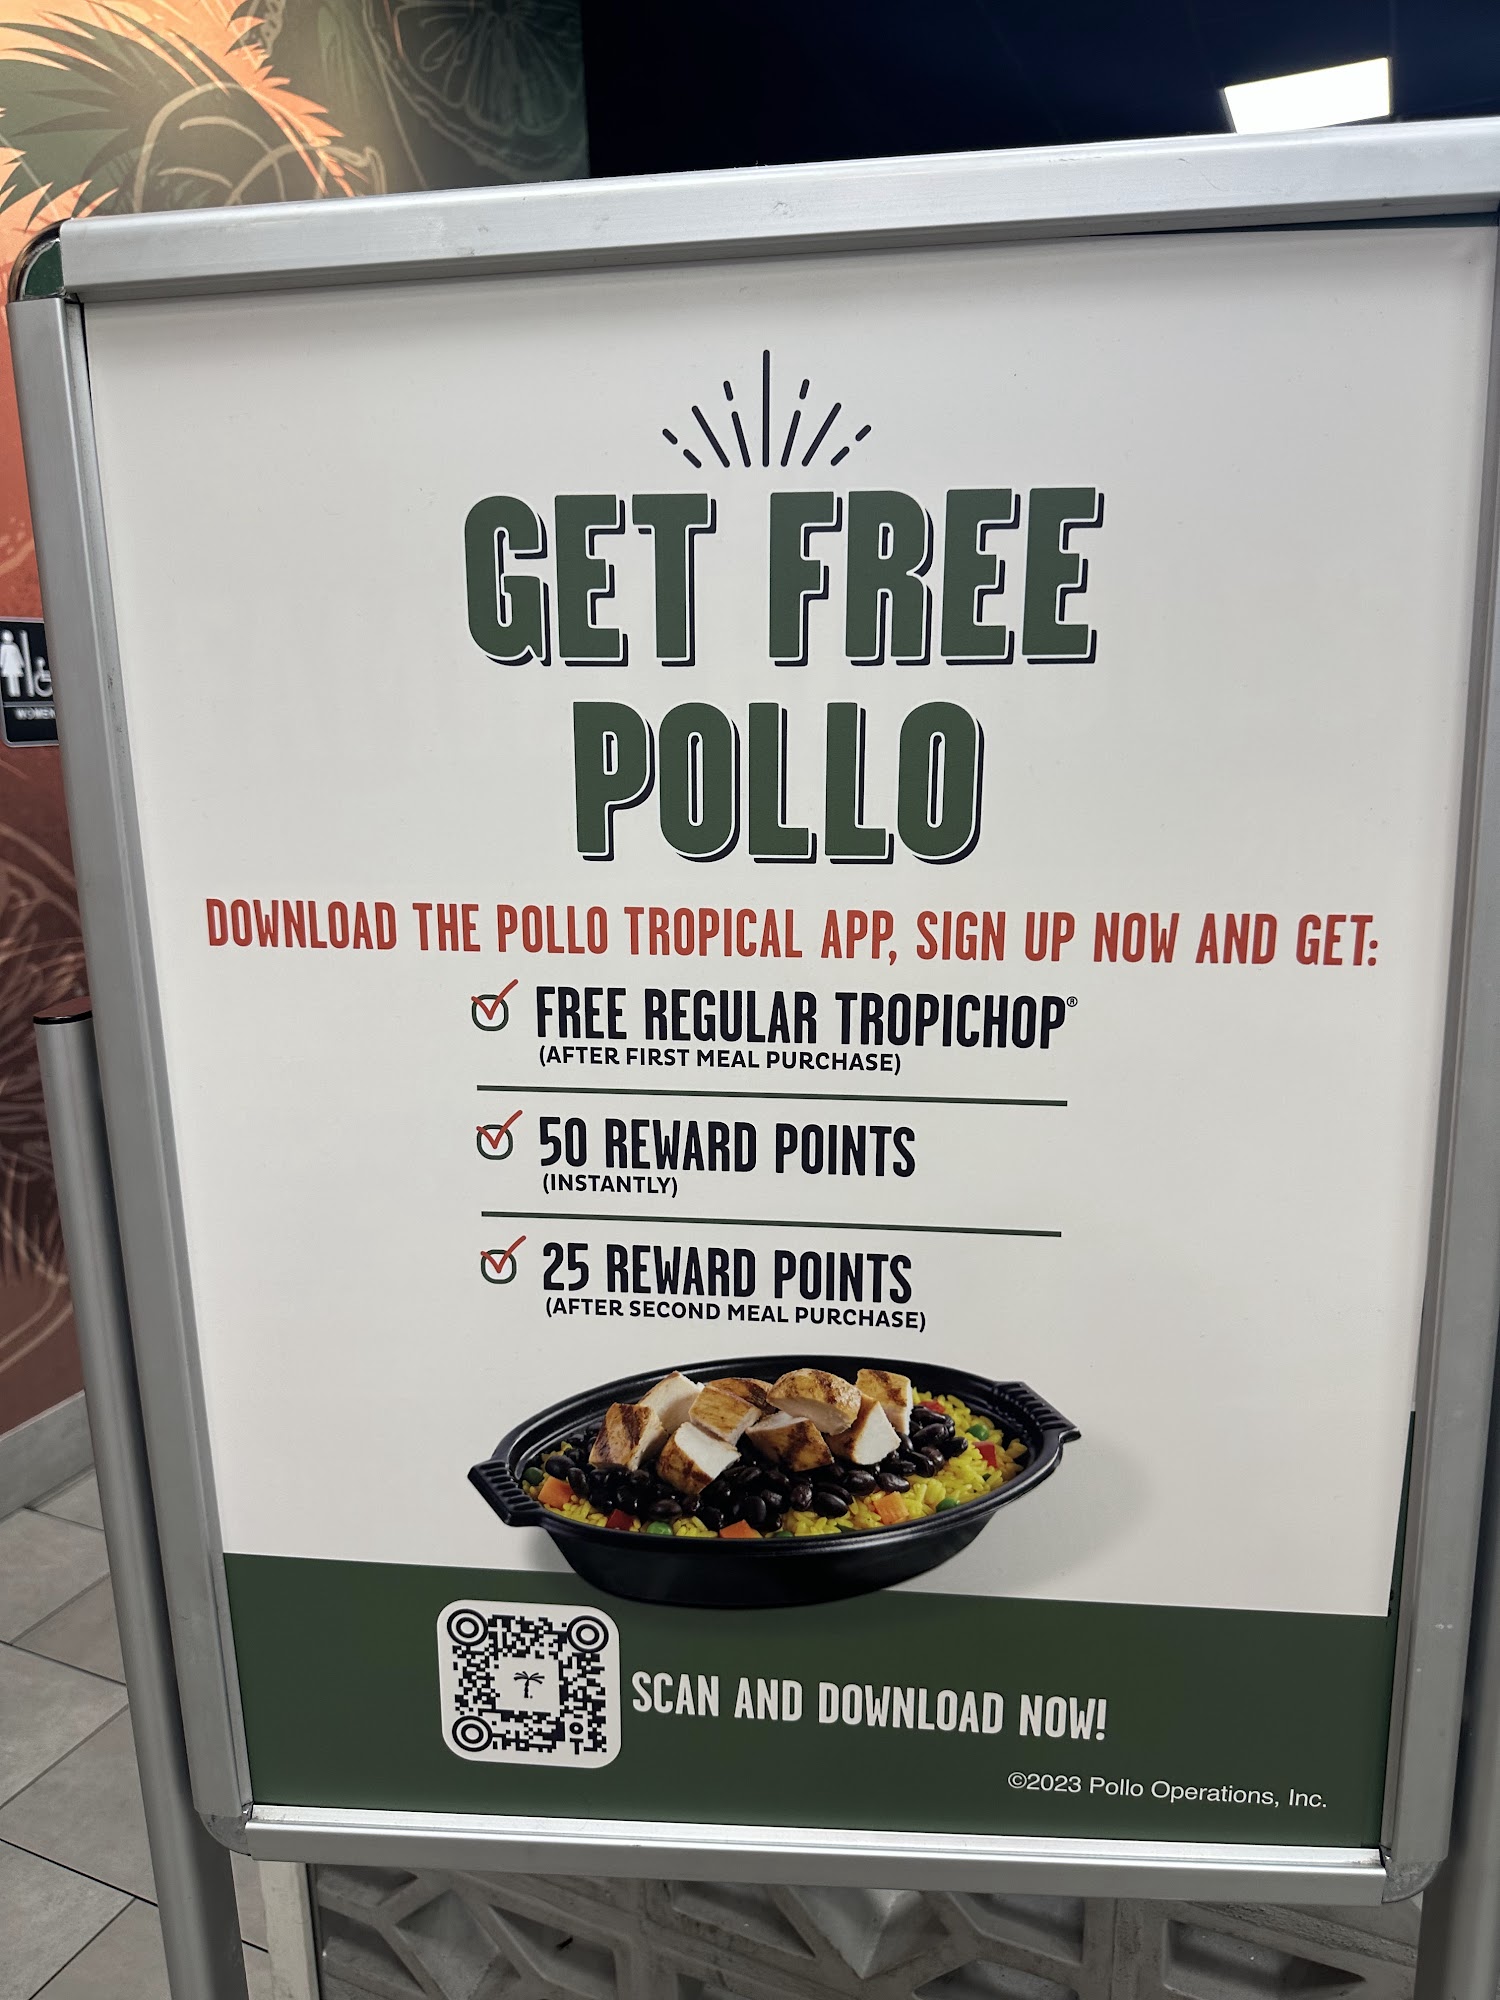 GET FREE
POLLO
DOWNLOAD THE POLLO TROPICAL APP, SIGN UP NOW AND GET:
FREE REGULAR TROPICHOP®
(AFTER FIRST MEAL PURCHASE)
50 REWARD POINTS
(INSTANTLY)
25 REWARD POINTS
(AFTER SECOND MEAL PURCHASE)
SCAN AND DOWNLOAD NOW!
©2023 Pollo Operations, Inc.
WOMEN